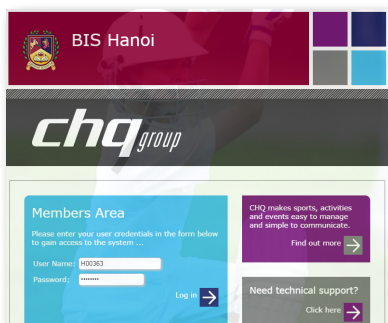 BIS Hanoi
chq group
Members Area
Please enter your user credentials in the form below
to gain access to the system ...
User Name: H00363
Password: ••••••••
Log in
CHQ makes sports, activities
and events easy to manage
and simple to communicate.
Find out more
Need technical support?
Click here